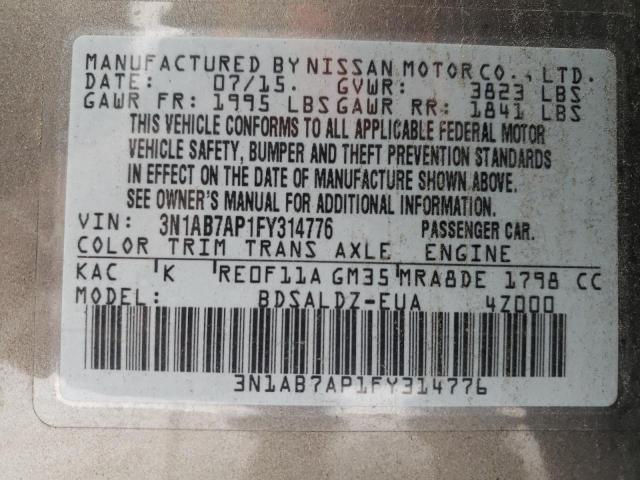 MANUFACTURED BY NISSAN MOTOR CO., LTD.
DATE: 07/15. GVWR: 3823 LBS
GAWR FR: 1995 LBS GAWR RR: 1841 LBS
THIS VEHICLE CONFORMS TO ALL APPLICABLE FEDERAL MOTOR
VEHICLE SAFETY, BUMPER AND THEFT PREVENTION STANDARDS
IN EFFECT ON THE DATE OF MANUFACTURE SHOWN ABOVE.
SEE OWNER'S MANUAL FOR ADDITIONAL INFORMATION.
VIN: 3N1AB7AP1FY314776 PASSENGER CAR.
COLOR TRIM TRANS AXLE ENGINE
KAC K RE0F11A GM35 MRA8DE 1798 CC
MODEL: BDSALDZ-EUA 4Z000
3N1AB7AP1FY314776